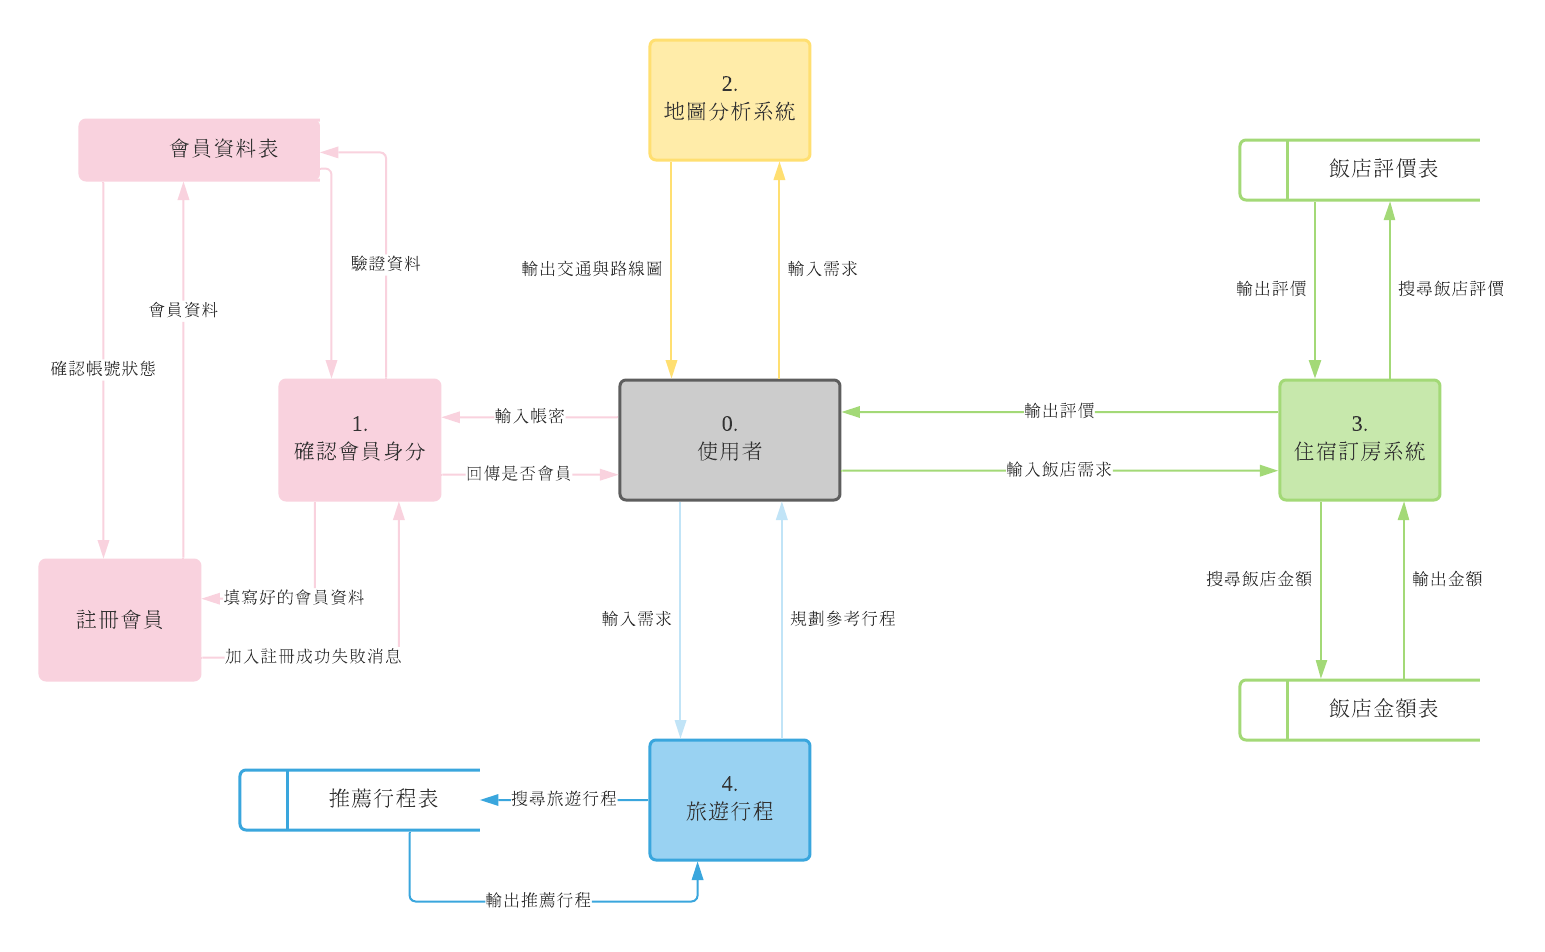 2.
地圖分析系統
會員資料表
飯店評價表
驗證資料
輸出交通與路線圖
輸入需求
輸出評價
搜尋飯店評價
會員資料
確認帳號狀態
1.
確認會員身分
輸入帳密
回傳是否會員
0.
使用者
輸出評價
輸入飯店需求
3.
住宿訂房系統
註冊會員
填寫好的會員資料
加入註冊成功失敗消息
輸入需求
規劃參考行程
搜尋飯店金額
輸出金額
飯店金額表
推薦行程表
搜尋旅遊行程
4.
旅遊行程
輸出推薦行程